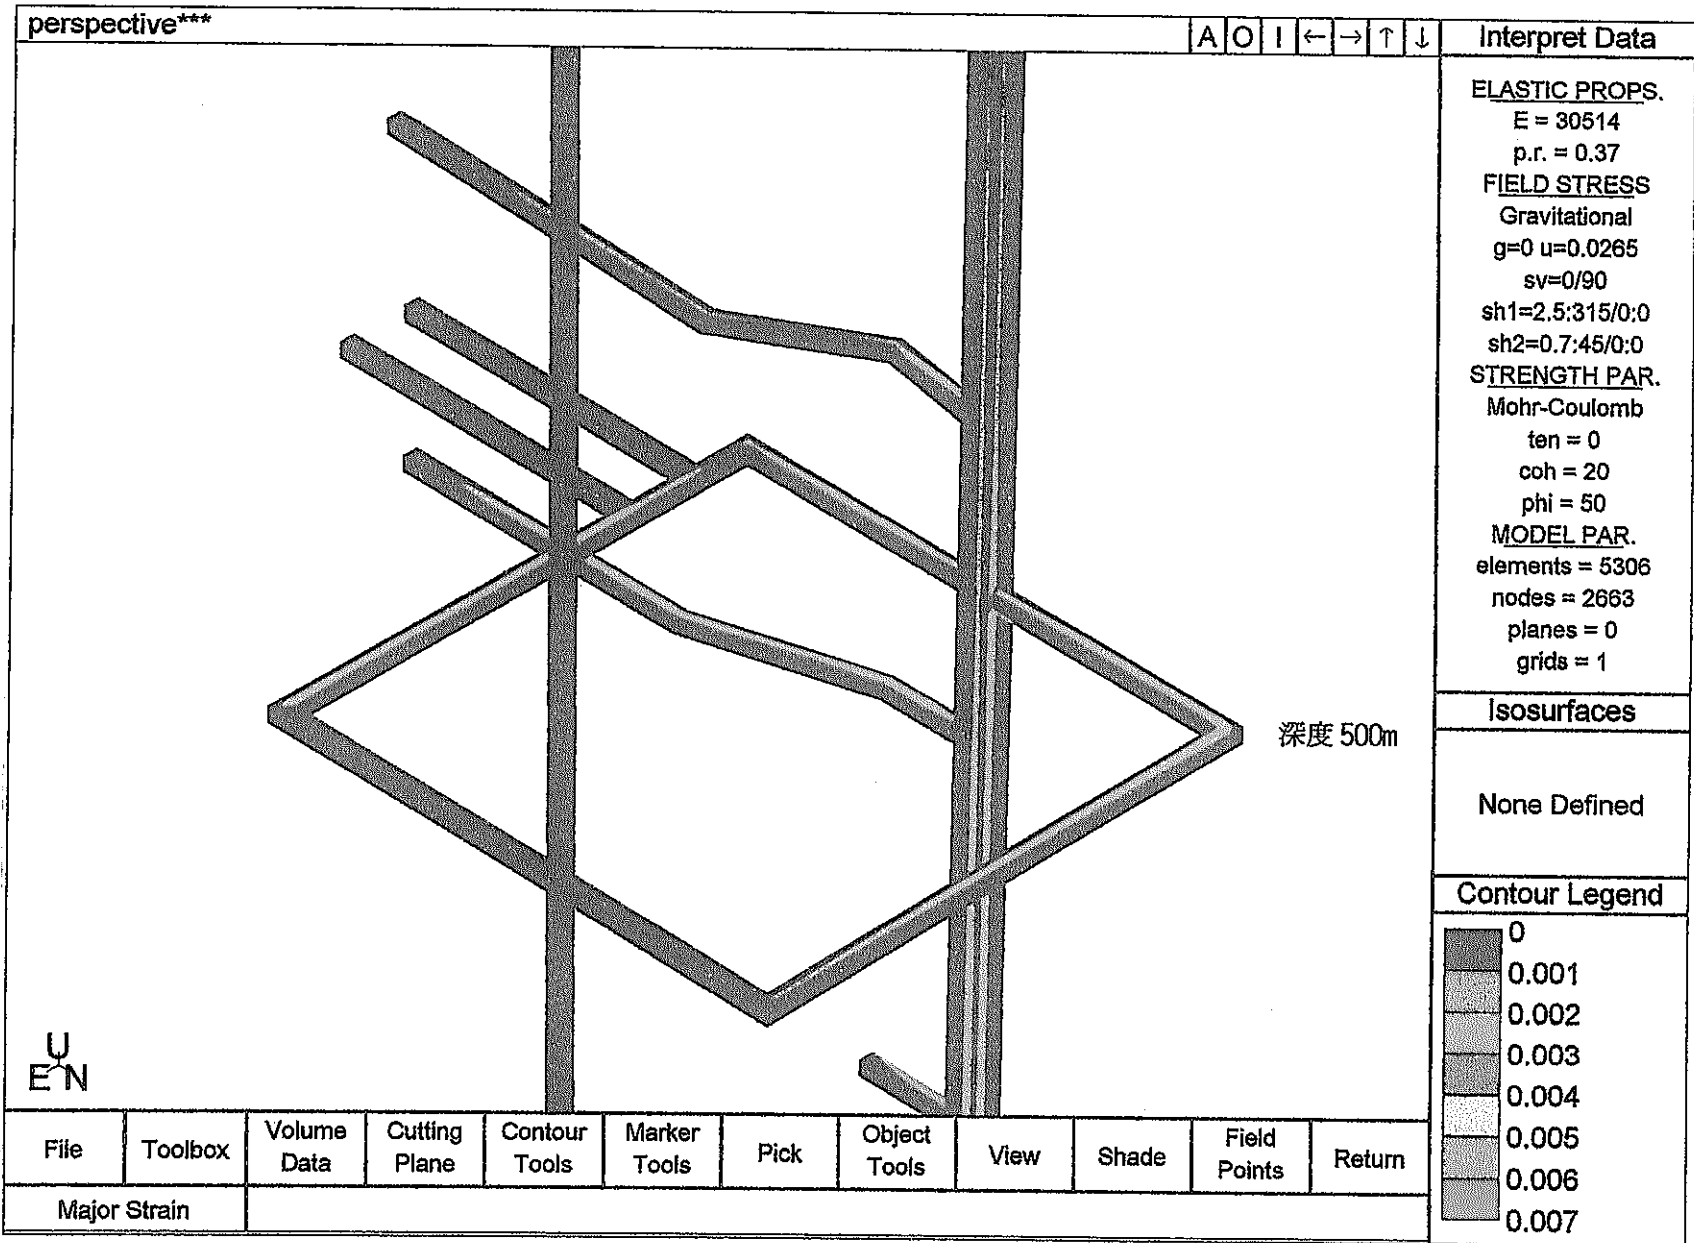 perspective***
A O I ← → ↑ ↓
Interpret Data
ELASTIC PROPS.
E = 30514
p.r. = 0.37
FIELD STRESS
Gravitational
g=0 u=0.0265
sv=0/90
sh1=2.5:315/0:0
sh2=0.7:45/0:0
STRENGTH PAR.
Mohr-Coulomb
ten = 0
coh = 20
phi = 50
MODEL PAR.
elements = 5306
nodes = 2663
planes = 0
grids = 1
Isosurfaces
None Defined
Contour Legend
0
0.001
0.002
0.003
0.004
0.005
0.006
0.007
深度 500m
U
E N
File
Toolbox
Volume
Data
Cutting
Plane
Contour
Tools
Marker
Tools
Pick
Object
Tools
View
Shade
Field
Points
Return
Major Strain